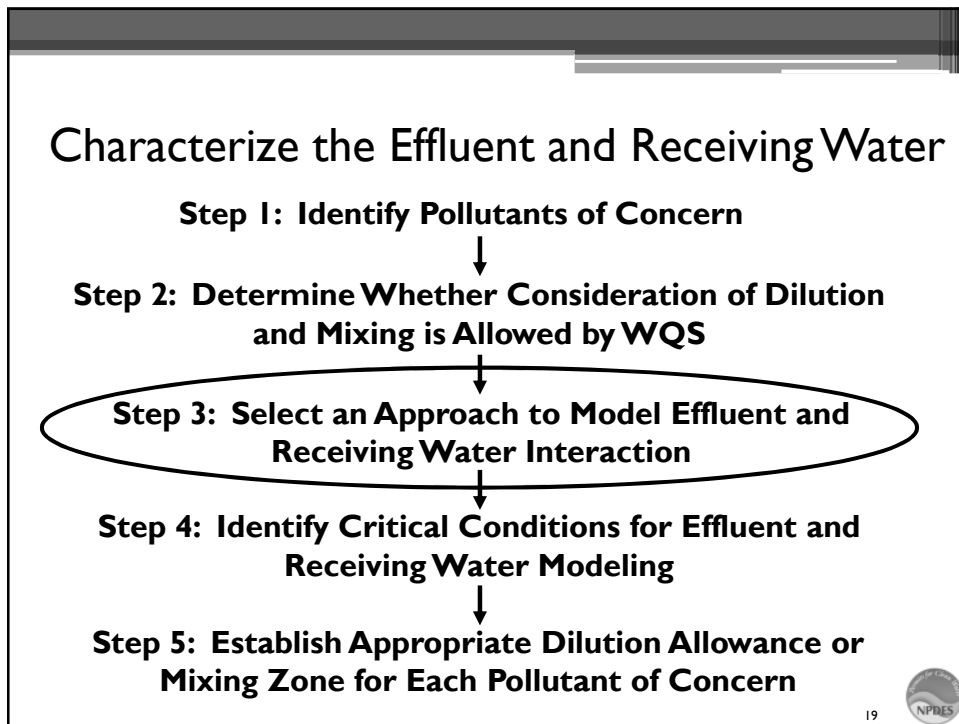 Characterize the Effluent and Receiving Water
Step 1: Identify Pollutants of Concern
Step 2: Determine Whether Consideration of Dilution
and Mixing is Allowed by WQS
Step 3: Select an Approach to Model Effluent and
Receiving Water Interaction
Step 4: Identify Critical Conditions for Effluent and
Receiving Water Modeling
Step 5: Establish Appropriate Dilution Allowance or
Mixing Zone for Each Pollutant of Concern
19
NPDES